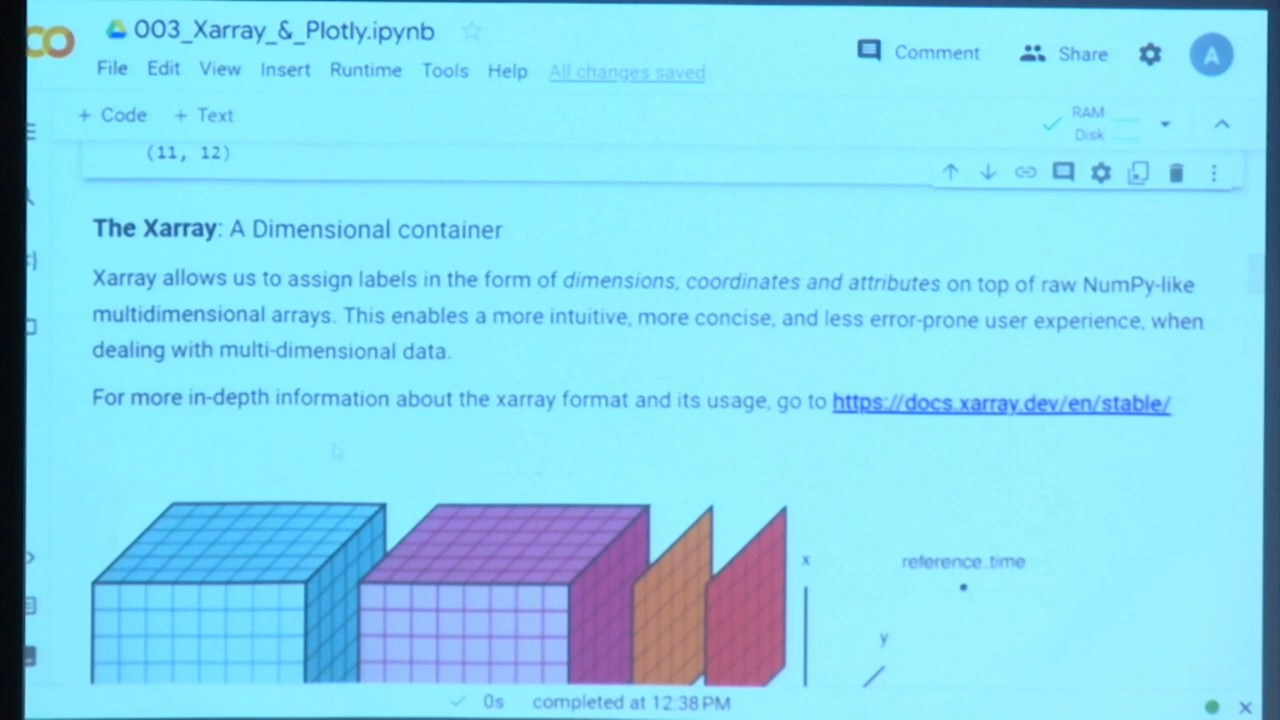 CO 003_Xarray_&_Plotly.ipynb
Comment Share A
File Edit View Insert Runtime Tools Help All changes saved
+ Code + Text
RAM
Disk
(11, 12)
The Xarray: A Dimensional container
Xarray allows us to assign labels in the form of dimensions, coordinates and attributes on top of raw NumPy-like
multidimensional arrays. This enables a more intuitive, more concise, and less error-prone user experience, when
dealing with multi-dimensional data.
For more in-depth information about the xarray format and its usage, go to https://docs.xarray.dev/en/stable/
x
reference_time
y
0s completed at 12:38 PM